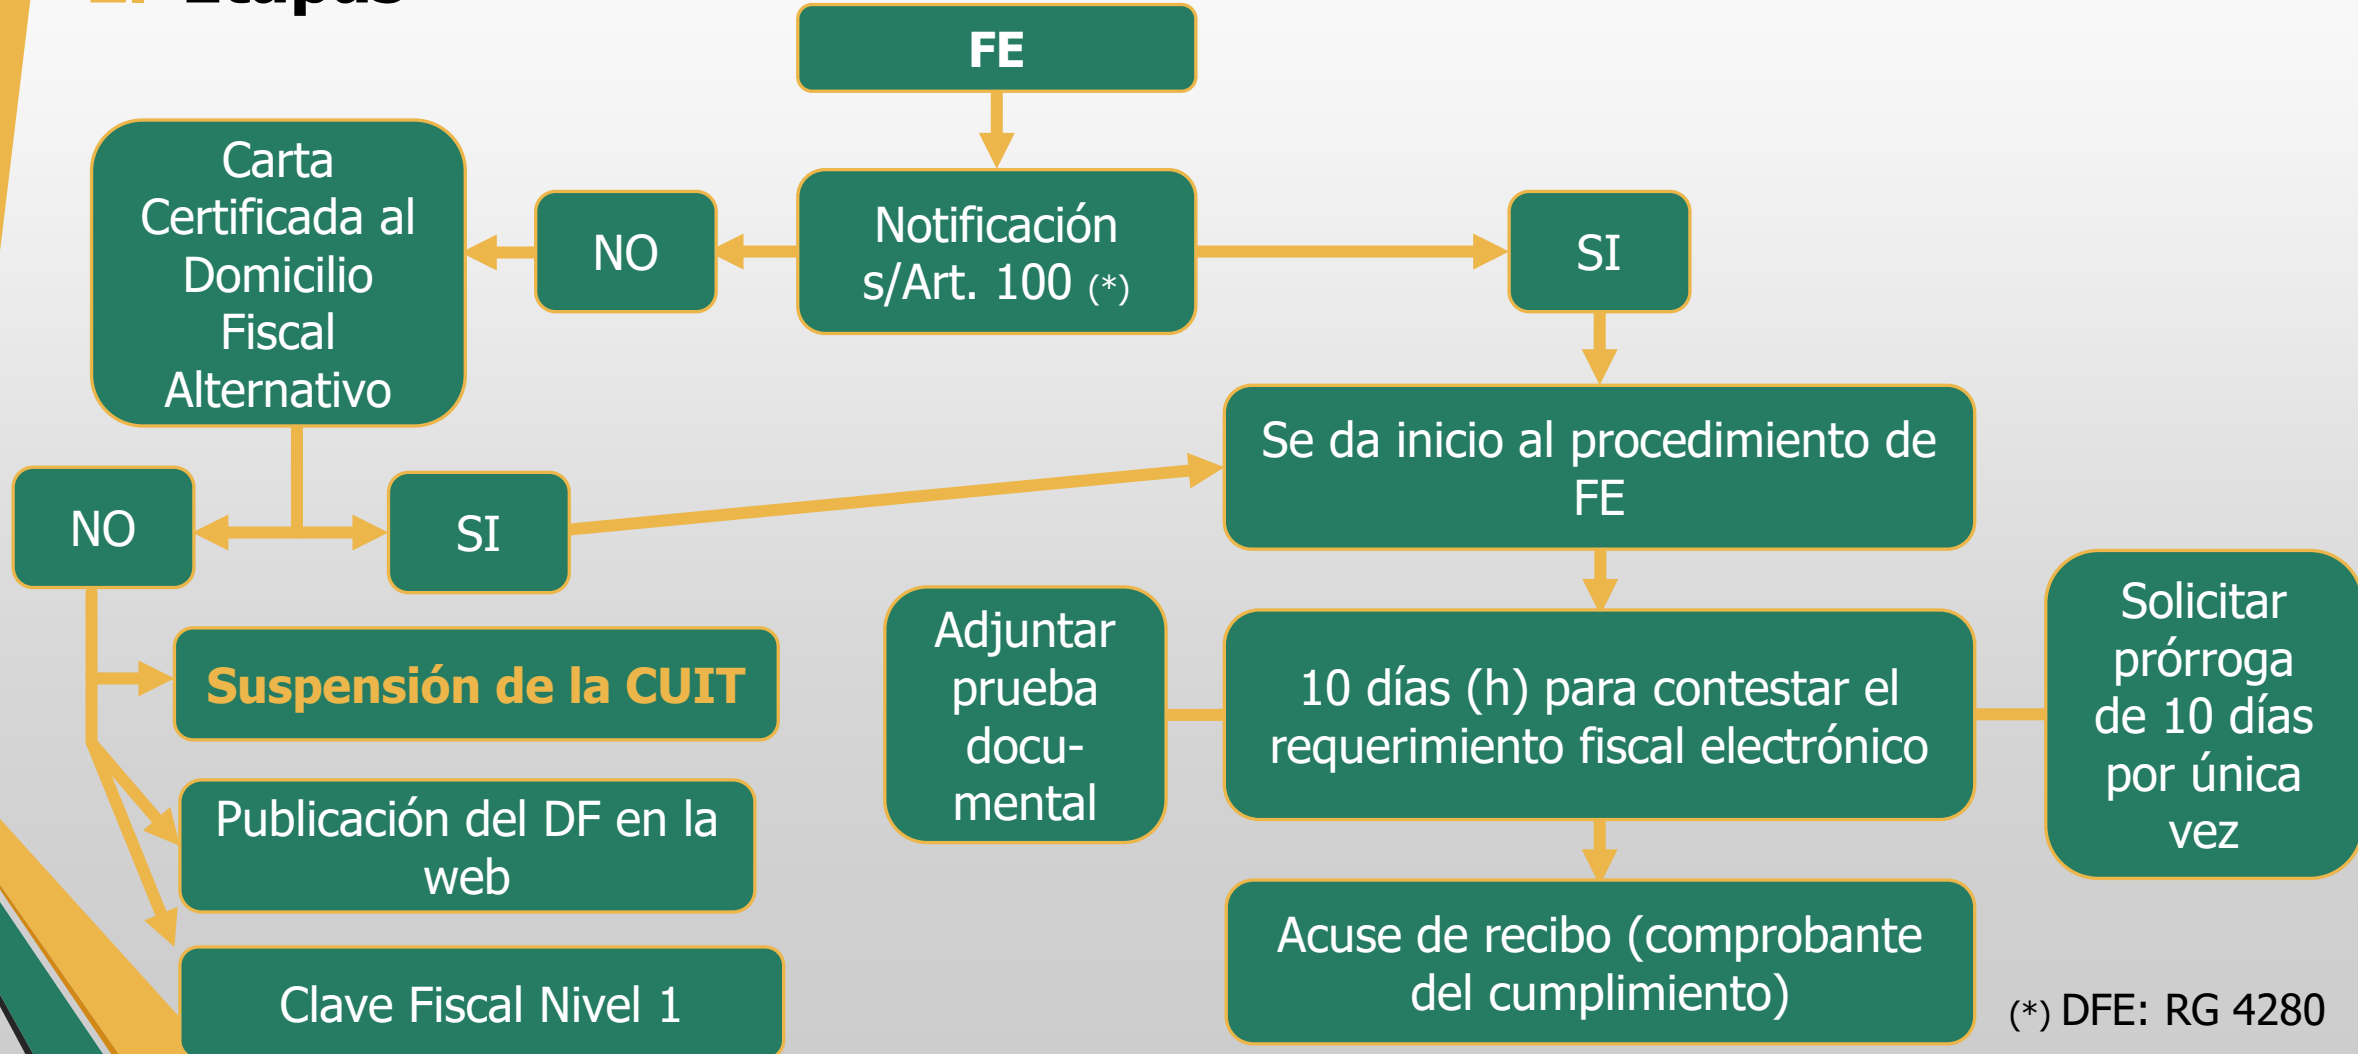 Etapas
FE
Carta
Certificada al
Domicilio
Fiscal
Alternativo
NO
Notificación
s/Art. 100 (*)
SI
Se da inicio al procedimiento de
FE
NO
SI
Suspensión de la CUIT
Publicación del DF en la
web
Clave Fiscal Nivel 1
Adjuntar
prueba
docu-
mental
10 días (h) para contestar el
requerimiento fiscal electrónico
Solicitar
prórroga
de 10 días
por única
vez
Acuse de recibo (comprobante
del cumplimiento)
(*) DFE: RG 4280